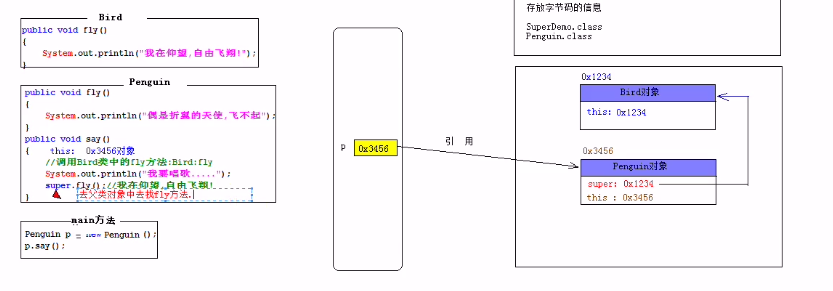 Bird
public void fly()
{
System.out.println("我在仰望,自由飞翔!");
}
Penguin
public void fly()
{
System.out.println("偶是折翼的天使,飞不起");
}
public void say()
{ this: 0x3456对象
//调用Bird类中的fly方法:Bird:fly
System.out.println("我要唱歌.....");
super.fly();//我在仰望,自由飞翔!
去父类对象中去找fly方法.
}
main方法
Penguin p = new Penguin();
p.say();
p
0x3456
引 用
存放字节码的信息
SuperDemo.class
Penguin.class
0x1234
Bird对象
this: 0x1234
0x3456
Penguin对象
super: 0x1234
this : 0x3456